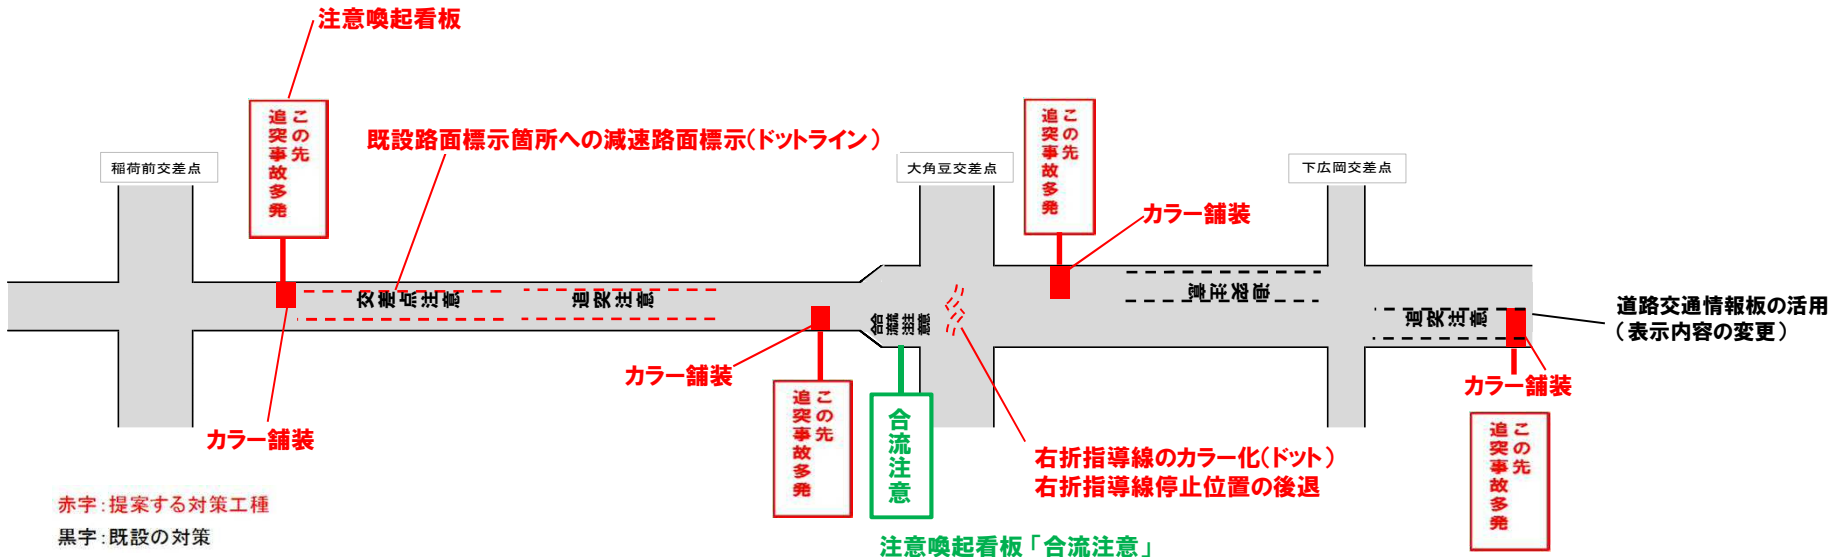 注意喚起看板
この先
追突事故多発
この先
追突事故多発
既設路面標示箇所への減速路面標示(ドットライン)
稲荷前交差点
大角豆交差点
下広岡交差点
カラー舗装
交差点注意
追突注意
追突注意
合流注意
追突注意
道路交通情報板の活用
(表示内容の変更)
カラー舗装
カラー舗装
カラー舗装
この先
追突事故多発
合流注意
この先
追突事故多発
右折指導線のカラー化(ドット)
右折指導線停止位置の後退
赤字:提案する対策工種
黒字:既設の対策
注意喚起看板「合流注意」